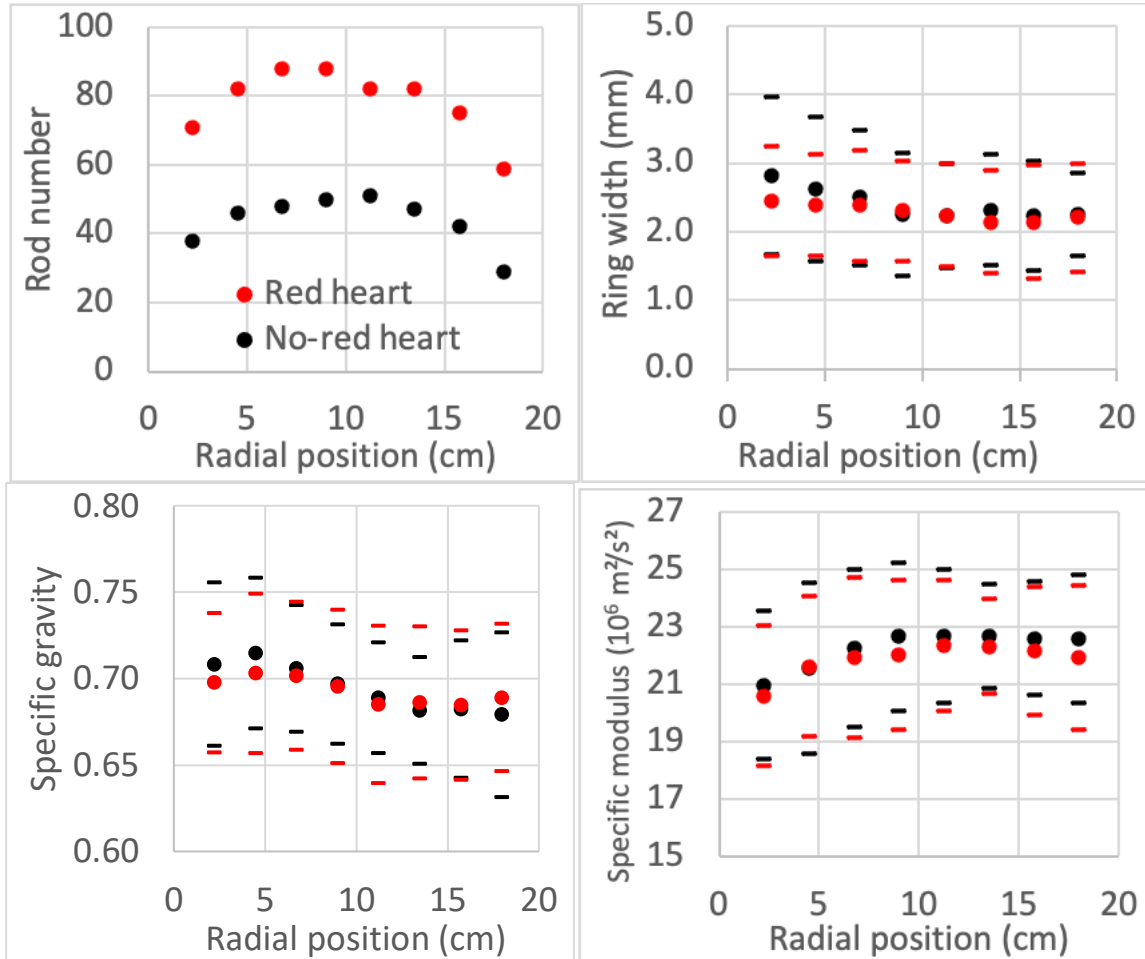 100
80
60
40
20
0
Rod number
Red heart
No-red heart
0 5 10 15 20
Radial position (cm)
5.0
4.0
3.0
2.0
1.0
0.0
Ring width (mm)
0 5 10 15 20
Radial position (cm)
0.80
0.75
0.70
0.65
0.60
Specific gravity
0 5 10 15 20
Radial position (cm)
27
25
23
21
19
17
15
Specific modulus (10⁶ m²/s²)
0 5 10 15 20
Radial position (cm)